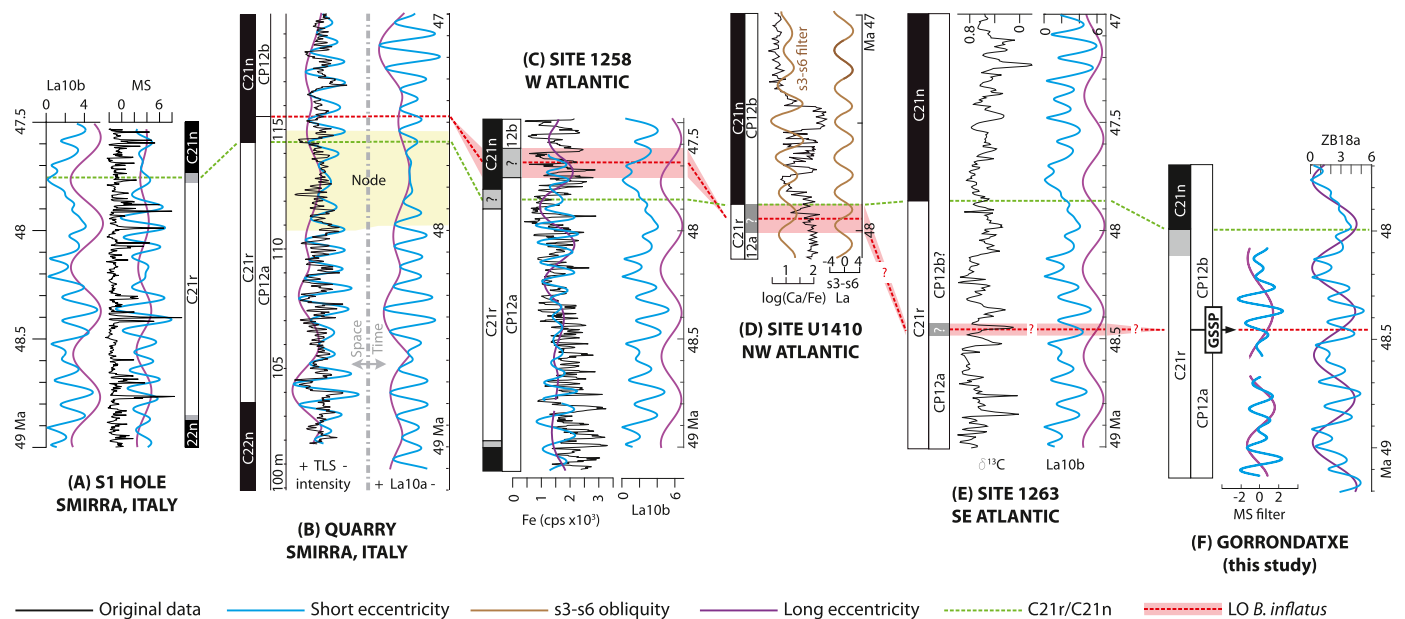 La10b
MS
0
4
0
6
47.5
48
48.5
49 Ma
C21n
C21r
22n
(A) S1 HOLE
SMIRRA, ITALY
C21n
C21r
C22n
CP12b
CP12a
115
110
105
100 m
Node
Space
Time
47
48
49 Ma
+ TLS -
intensity
+ La10a -
(B) QUARRY
SMIRRA, ITALY
(C) SITE 1258
W ATLANTIC
C21n
?
C21r
12b
?
CP12a
0
1
2
3
Fe (cps x10³)
0
6
La10b
47.5
48
48.5
49 Ma
C21n
C21r
CP12b
?
12a
s3-s6 filter
1
2
log(Ca/Fe)
-4 0 4
s3-s6
La
Ma 47
48
(D) SITE U1410
NW ATLANTIC
?
C21n
C21r
CP12b?
?
CP12a
0.8
0
δ¹³C
0
6
La10b
47
47.5
48
48.5
49 Ma
?
?
(E) SITE 1263
SE ATLANTIC
C21n
C21r
CP12b
CP12a
GSSP
-2 0 2
MS filter
ZB18a
0
3
6
48
48.5
Ma 49
(F) GORRONDATXE
(this study)
Original data
Short eccentricity
s3-s6 obliquity
Long eccentricity
C21r/C21n
LO B. inflatus